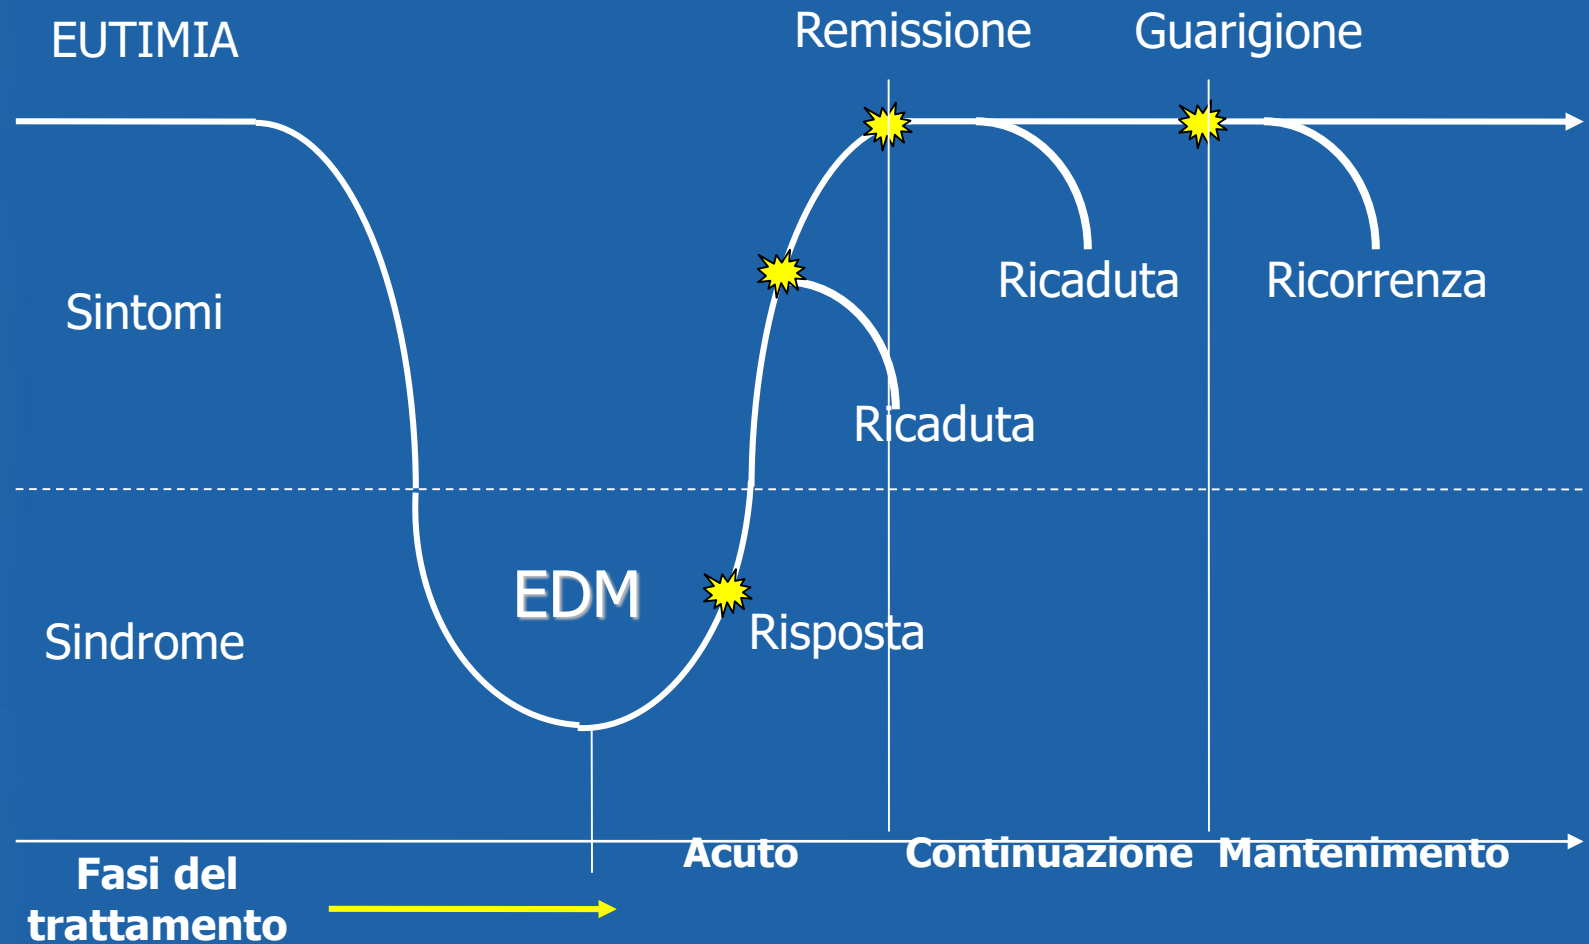 EUTIMIA
Remissione
Guarigione
Sintomi
Ricaduta
Ricorrenza
Ricaduta
EDM
Sindrome
Risposta
Acuto
Continuazione
Mantenimento
Fasi del
trattamento